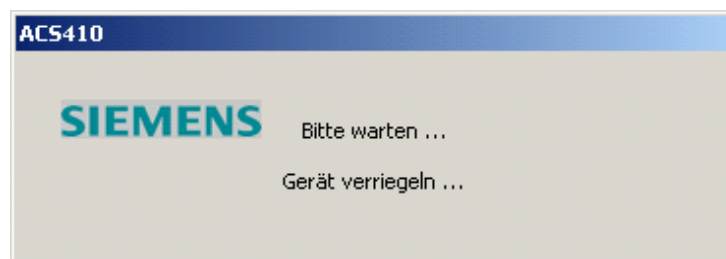 ACS410
SIEMENS
Bitte warten ...
Gerät verriegeln ...